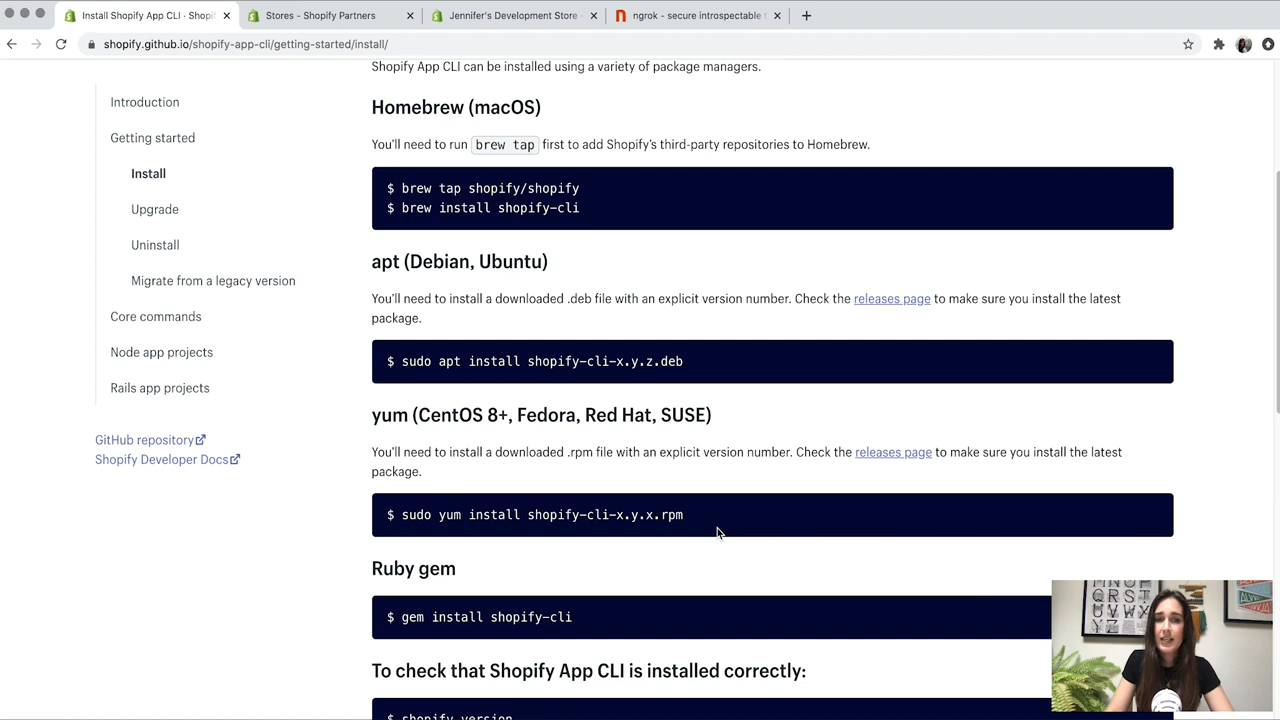 Install Shopify App CLI · Shopi
Stores - Shopify Partners
Jennifer's Development Store ·
ngrok - secure introspectable t
shopify.github.io/shopify-app-cli/getting-started/install/
Shopify App CLI can be installed using a variety of package managers.
Introduction
Getting started
Install
Upgrade
Uninstall
Migrate from a legacy version
Core commands
Node app projects
Rails app projects
GitHub repository
Shopify Developer Docs
Homebrew (macOS)
You'll need to run brew tap first to add Shopify's third-party repositories to Homebrew.
$ brew tap shopify/shopify
$ brew install shopify-cli
apt (Debian, Ubuntu)
You'll need to install a downloaded .deb file with an explicit version number. Check the releases page to make sure you install the latest
package.
$ sudo apt install shopify-cli-x.y.z.deb
yum (CentOS 8+, Fedora, Red Hat, SUSE)
You'll need to install a downloaded .rpm file with an explicit version number. Check the releases page to make sure you install the latest
package.
$ sudo yum install shopify-cli-x.y.x.rpm
Ruby gem
$ gem install shopify-cli
To check that Shopify App CLI is installed correctly:
$ shopify version